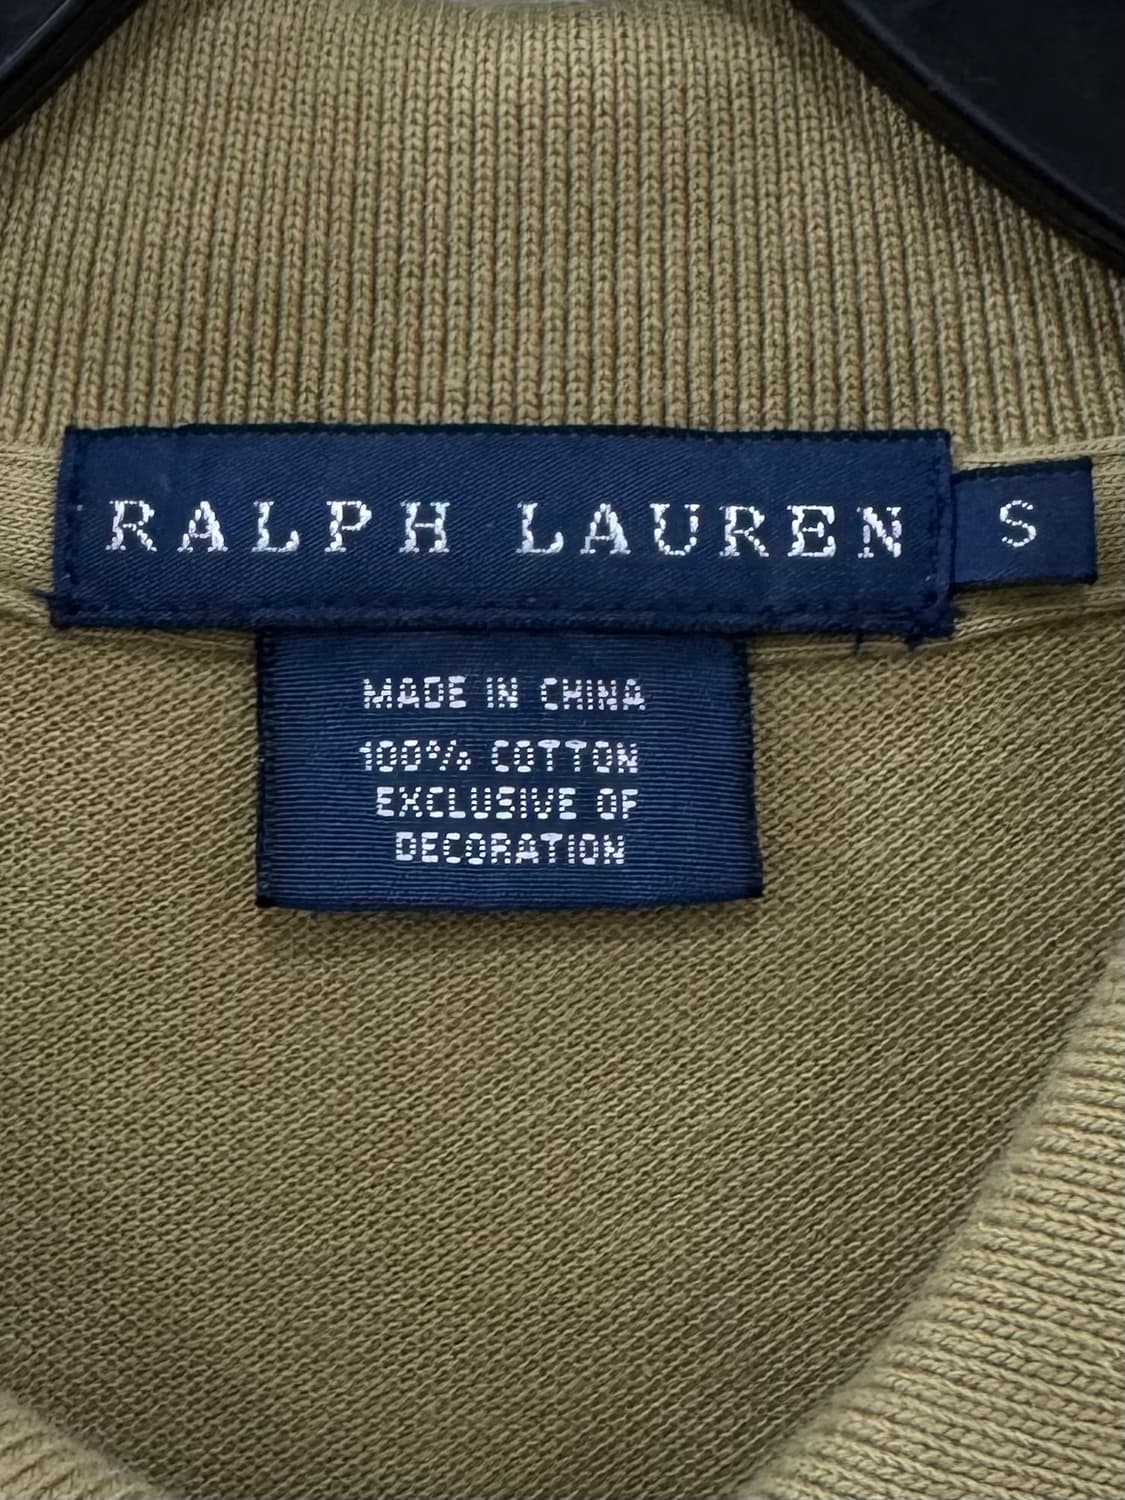 RALPH LAUREN S
MADE IN CHINA
100% COTTON
EXCLUSIVE OF
DECORATION